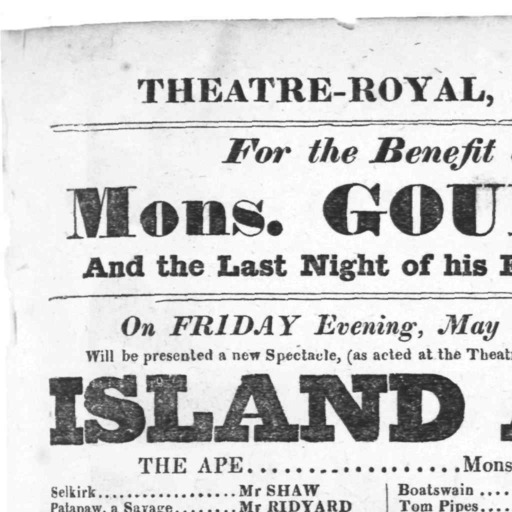 THEATRE-ROYAL,
For the Benefit
Mons. GOU
And the Last Night of his
On FRIDAY Evening, May
Will be presented a new Spectacle, (as acted at the Theat
ISLAND
THE APE..................Mons
Selkirk..................Mr SHAW
Patapaw, a Savage........Mr RIDYARD
Boatswain ....
Tom Pipes....